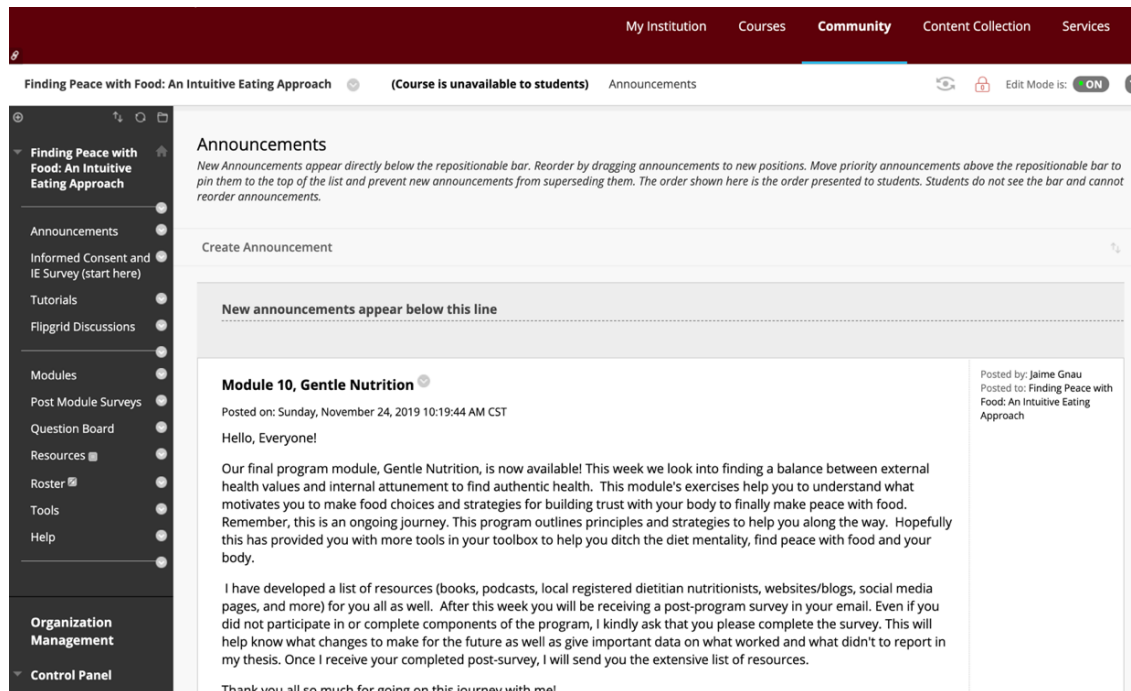 My Institution Courses Community Content Collection Services
Finding Peace with Food: An Intuitive Eating Approach (Course is unavailable to students) Announcements Edit Mode is: ON
Finding Peace with
Food: An Intuitive
Eating Approach
Announcements
Informed Consent and
IE Survey (start here)
Tutorials
Flipgrid Discussions
Modules
Post Module Surveys
Question Board
Resources
Roster
Tools
Help
Organization
Management
Control Panel
Announcements
New Announcements appear directly below the repositionable bar. Reorder by dragging announcements to new positions. Move priority announcements above the repositionable bar to
pin them to the top of the list and prevent new announcements from superseding them. The order shown here is the order presented to students. Students do not see the bar and cannot
reorder announcements.
Create Announcement
New announcements appear below this line
Module 10, Gentle Nutrition
Posted on: Sunday, November 24, 2019 10:19:44 AM CST
Hello, Everyone!
Our final program module, Gentle Nutrition, is now available! This week we look into finding a balance between external
health values and internal attunement to find authentic health. This module's exercises help you to understand what
motivates you to make food choices and strategies for building trust with your body to finally make peace with food.
Remember, this is an ongoing journey. This program outlines principles and strategies to help you along the way. Hopefully
this has provided you with more tools in your toolbox to help you ditch the diet mentality, find peace with food and your
body.
I have developed a list of resources (books, podcasts, local registered dietitian nutritionists, websites/blogs, social media
pages, and more) for you all as well. After this week you will be receiving a post-program survey in your email. Even if you
did not participate in or complete components of the program, I kindly ask that you please complete the survey. This will
help know what changes to make for the future as well as give important data on what worked and what didn't to report in
my thesis. Once I receive your completed post-survey, I will send you the extensive list of resources.
Thank you all so much for going on this journey with me!
Posted by: Jaime Gnau
Posted to: Finding Peace with
Food: An Intuitive Eating
Approach